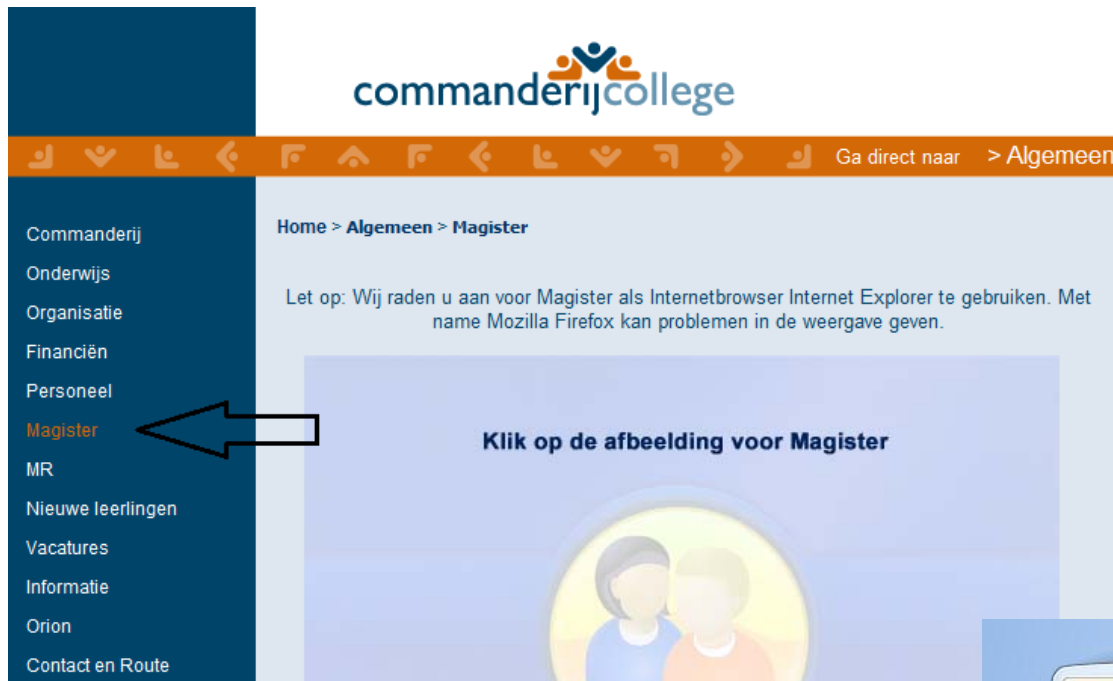 commanderijcollege
Ga direct naar > Algemeen
Commanderij
Onderwijs
Organisatie
Financiën
Personeel
Magister
MR
Nieuwe leerlingen
Vacatures
Informatie
Orion
Contact en Route
Home > Algemeen > Magister
Let op: Wij raden u aan voor Magister als Internetbrowser Internet Explorer te gebruiken. Met
name Mozilla Firefox kan problemen in de weergave geven.
Klik op de afbeelding voor Magister